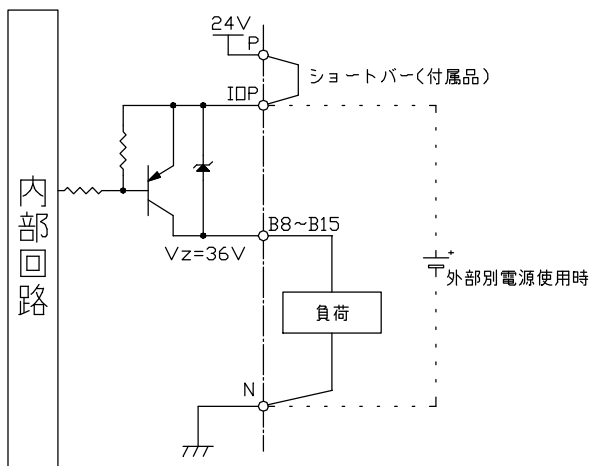 24V
P
ショートバー(付属品)
IOP
内部回路
B8~B15
Vz=36V
+
外部別電源使用時
負荷
N